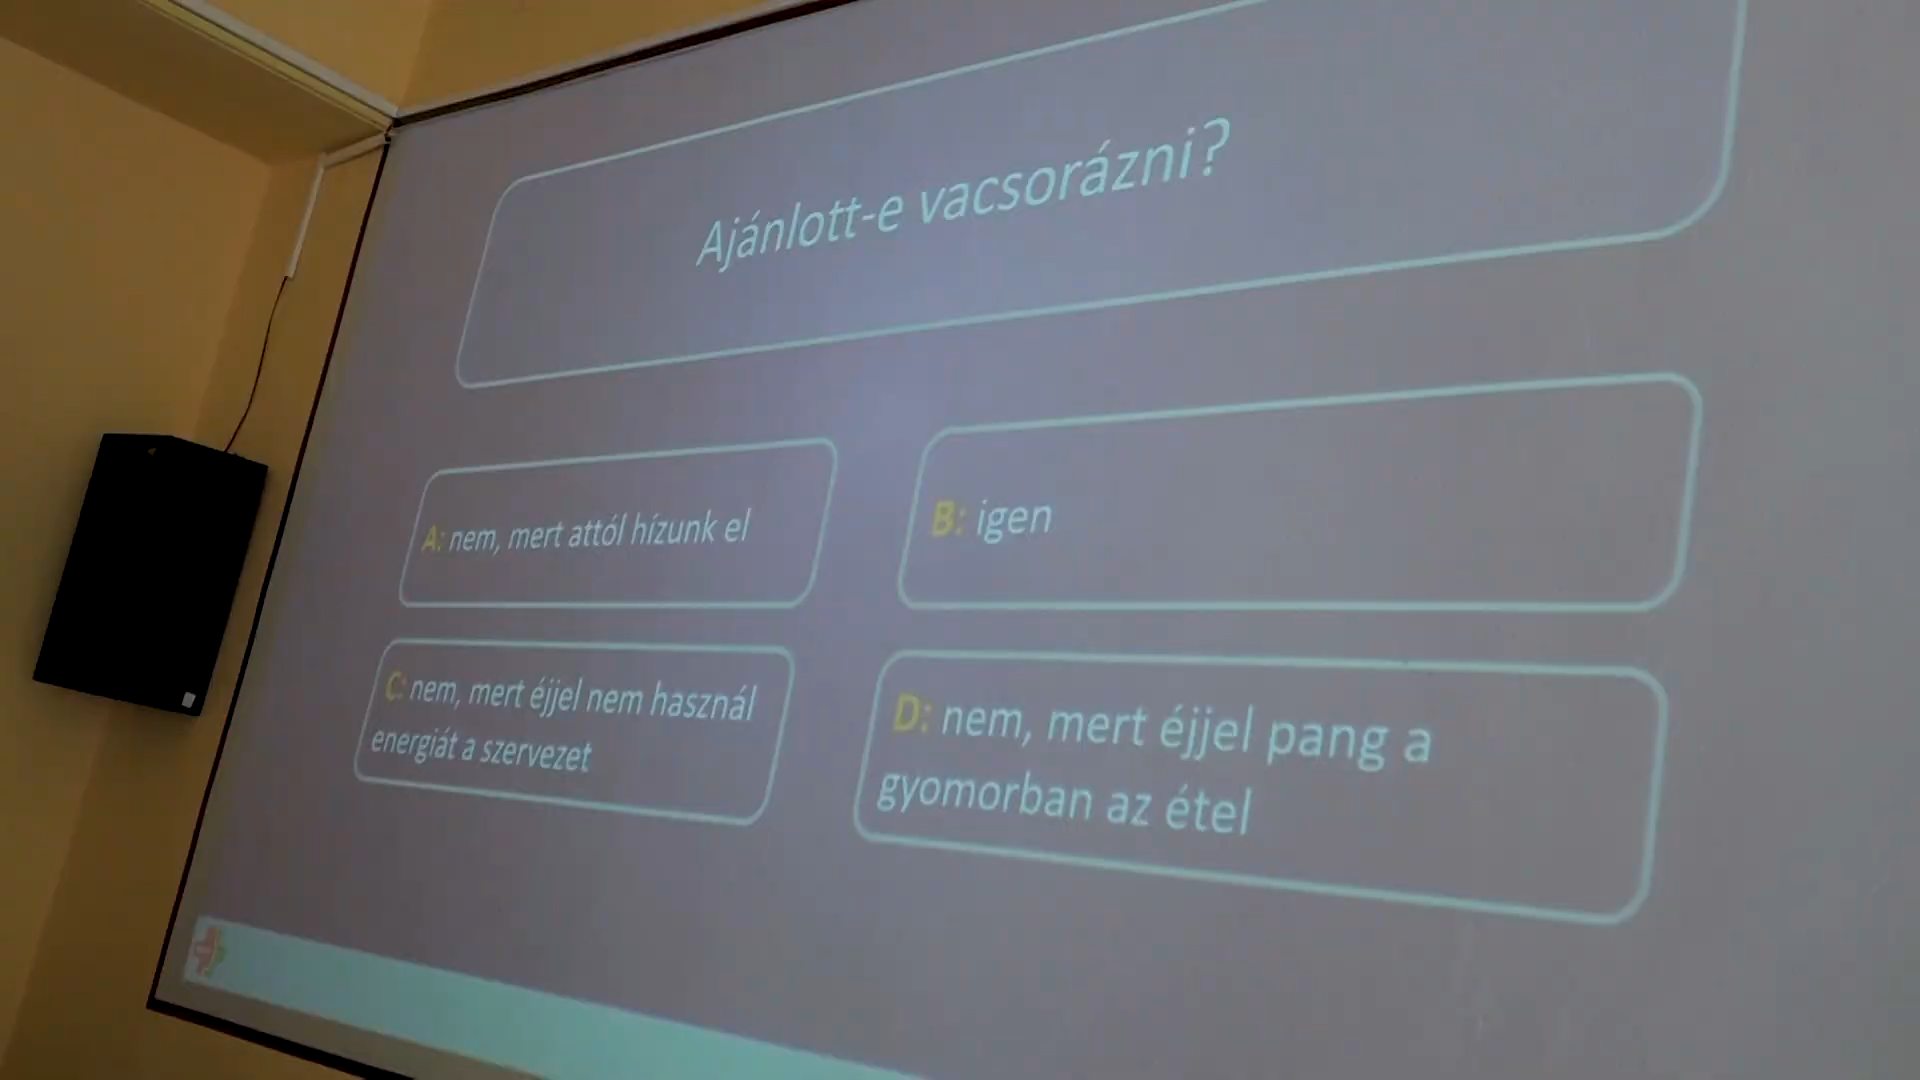 Ajánlott-e vacsorázni?
A: nem, mert attól hízunk el
B: igen
C: nem, mert éjjel nem használ
energiát a szervezet
D: nem, mert éjjel pang a
gyomorban az étel